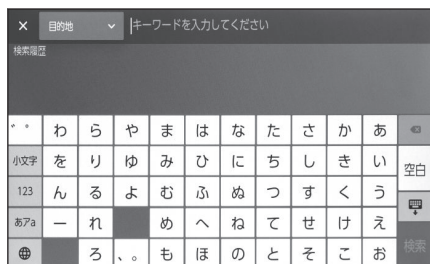 × 目的地 キーワードを入力してください
検索履歴
゛゜ わ ら や ま は な た さ か あ
小文字 を り ゆ み ひ に ち し き い 空白
123 ん る よ む ふ ぬ つ す く う
あアa ー れ め へ ね て せ け え
ろ 、。 も ほ の と そ こ お 検索